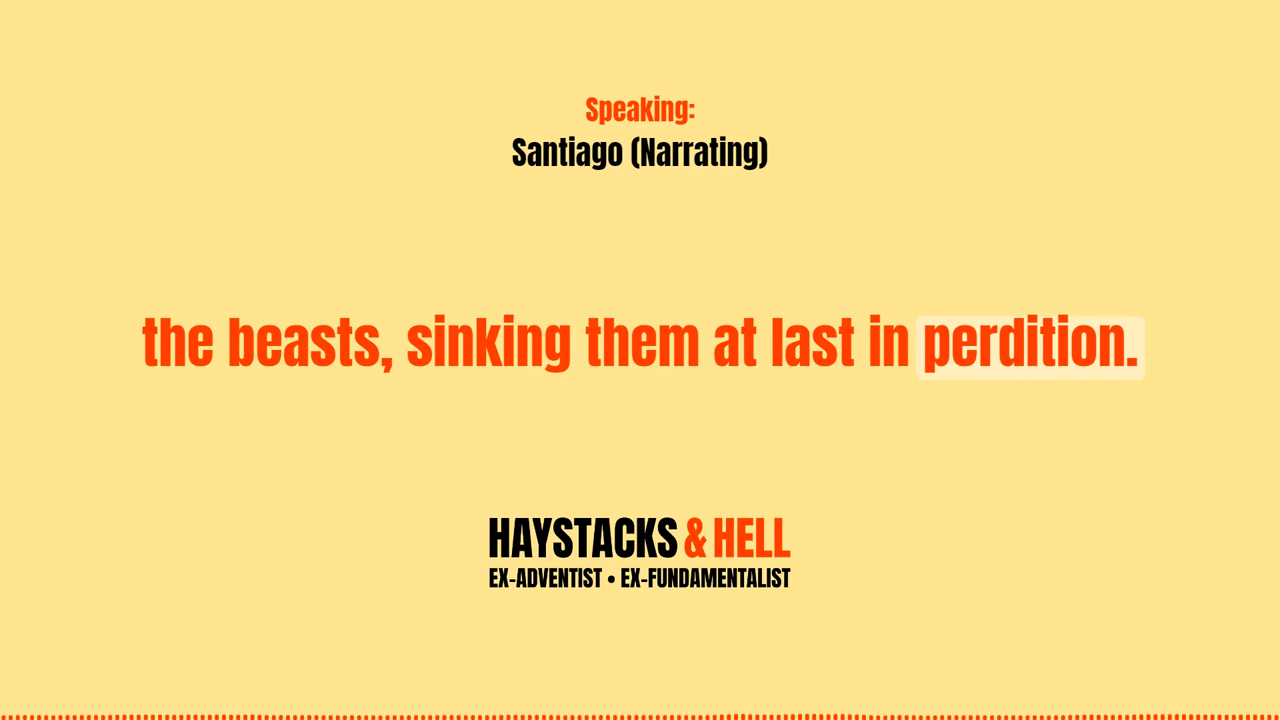 Speaking:
Santiago (Narrating)
the beasts, sinking them at last in perdition.
HAYSTACKS & HELL
EX-ADVENTIST • EX-FUNDAMENTALIST